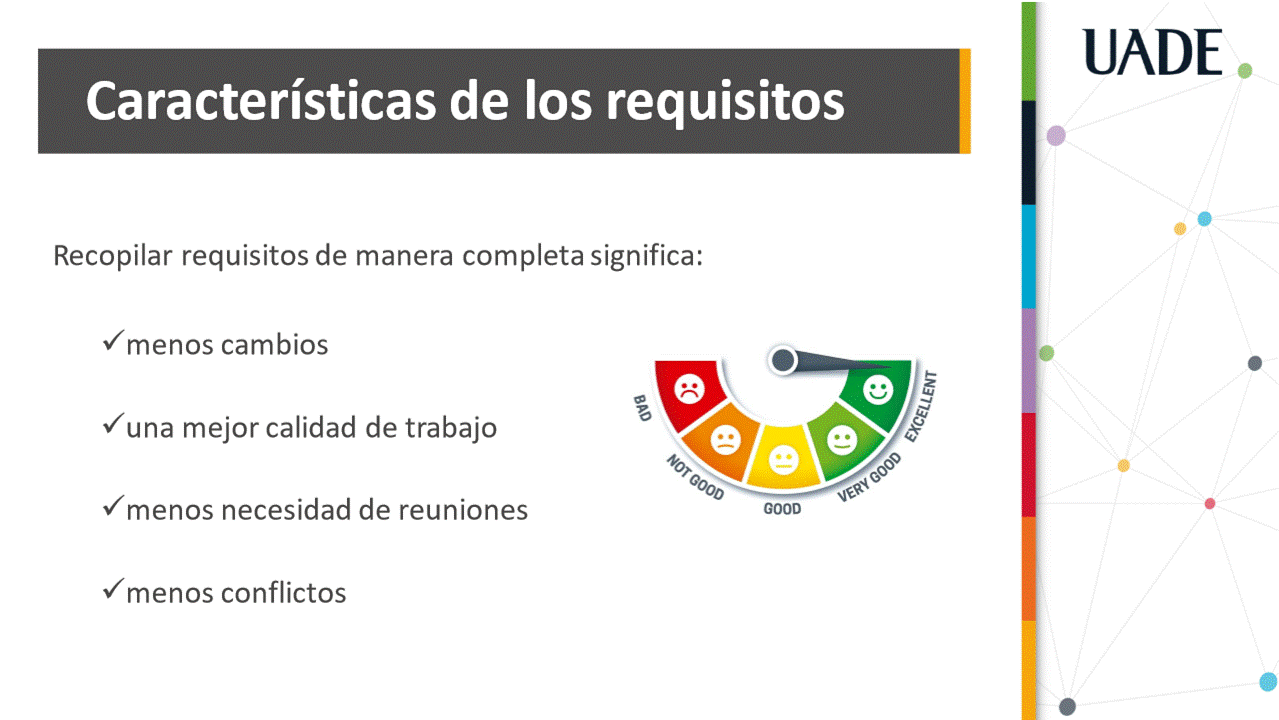 UADE
Características de los requisitos
Recopilar requisitos de manera completa significa:
✓menos cambios
✓una mejor calidad de trabajo
✓menos necesidad de reuniones
✓menos conflictos
BAD
NOT GOOD
GOOD
VERY GOOD
EXCELLENT